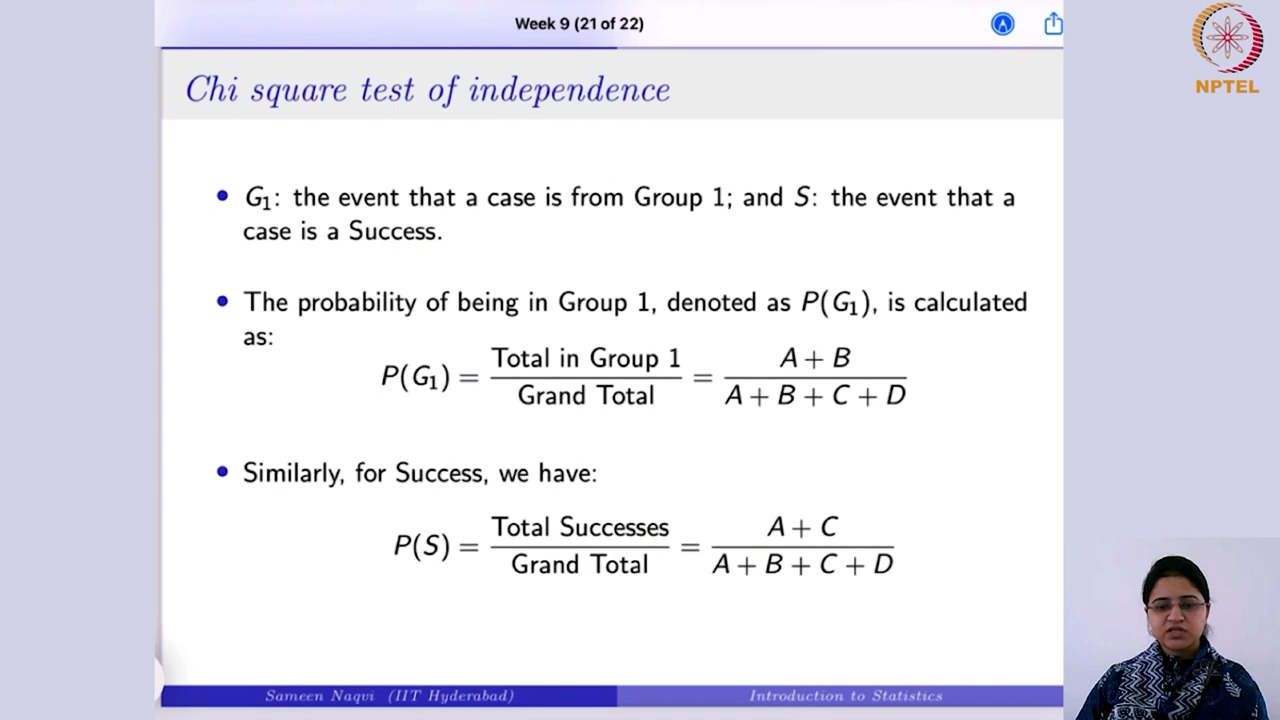 Week 9 (21 of 22)
NPTEL
Chi square test of independence
• G₁: the event that a case is from Group 1; and S: the event that a
case is a Success.
• The probability of being in Group 1, denoted as P(G₁), is calculated
as:
P(G₁) = Total in Group 1 / Grand Total = A + B / A + B + C + D
• Similarly, for Success, we have:
P(S) = Total Successes / Grand Total = A + C / A + B + C + D
Sameen Naqvi (IIT Hyderabad) Introduction to Statistics